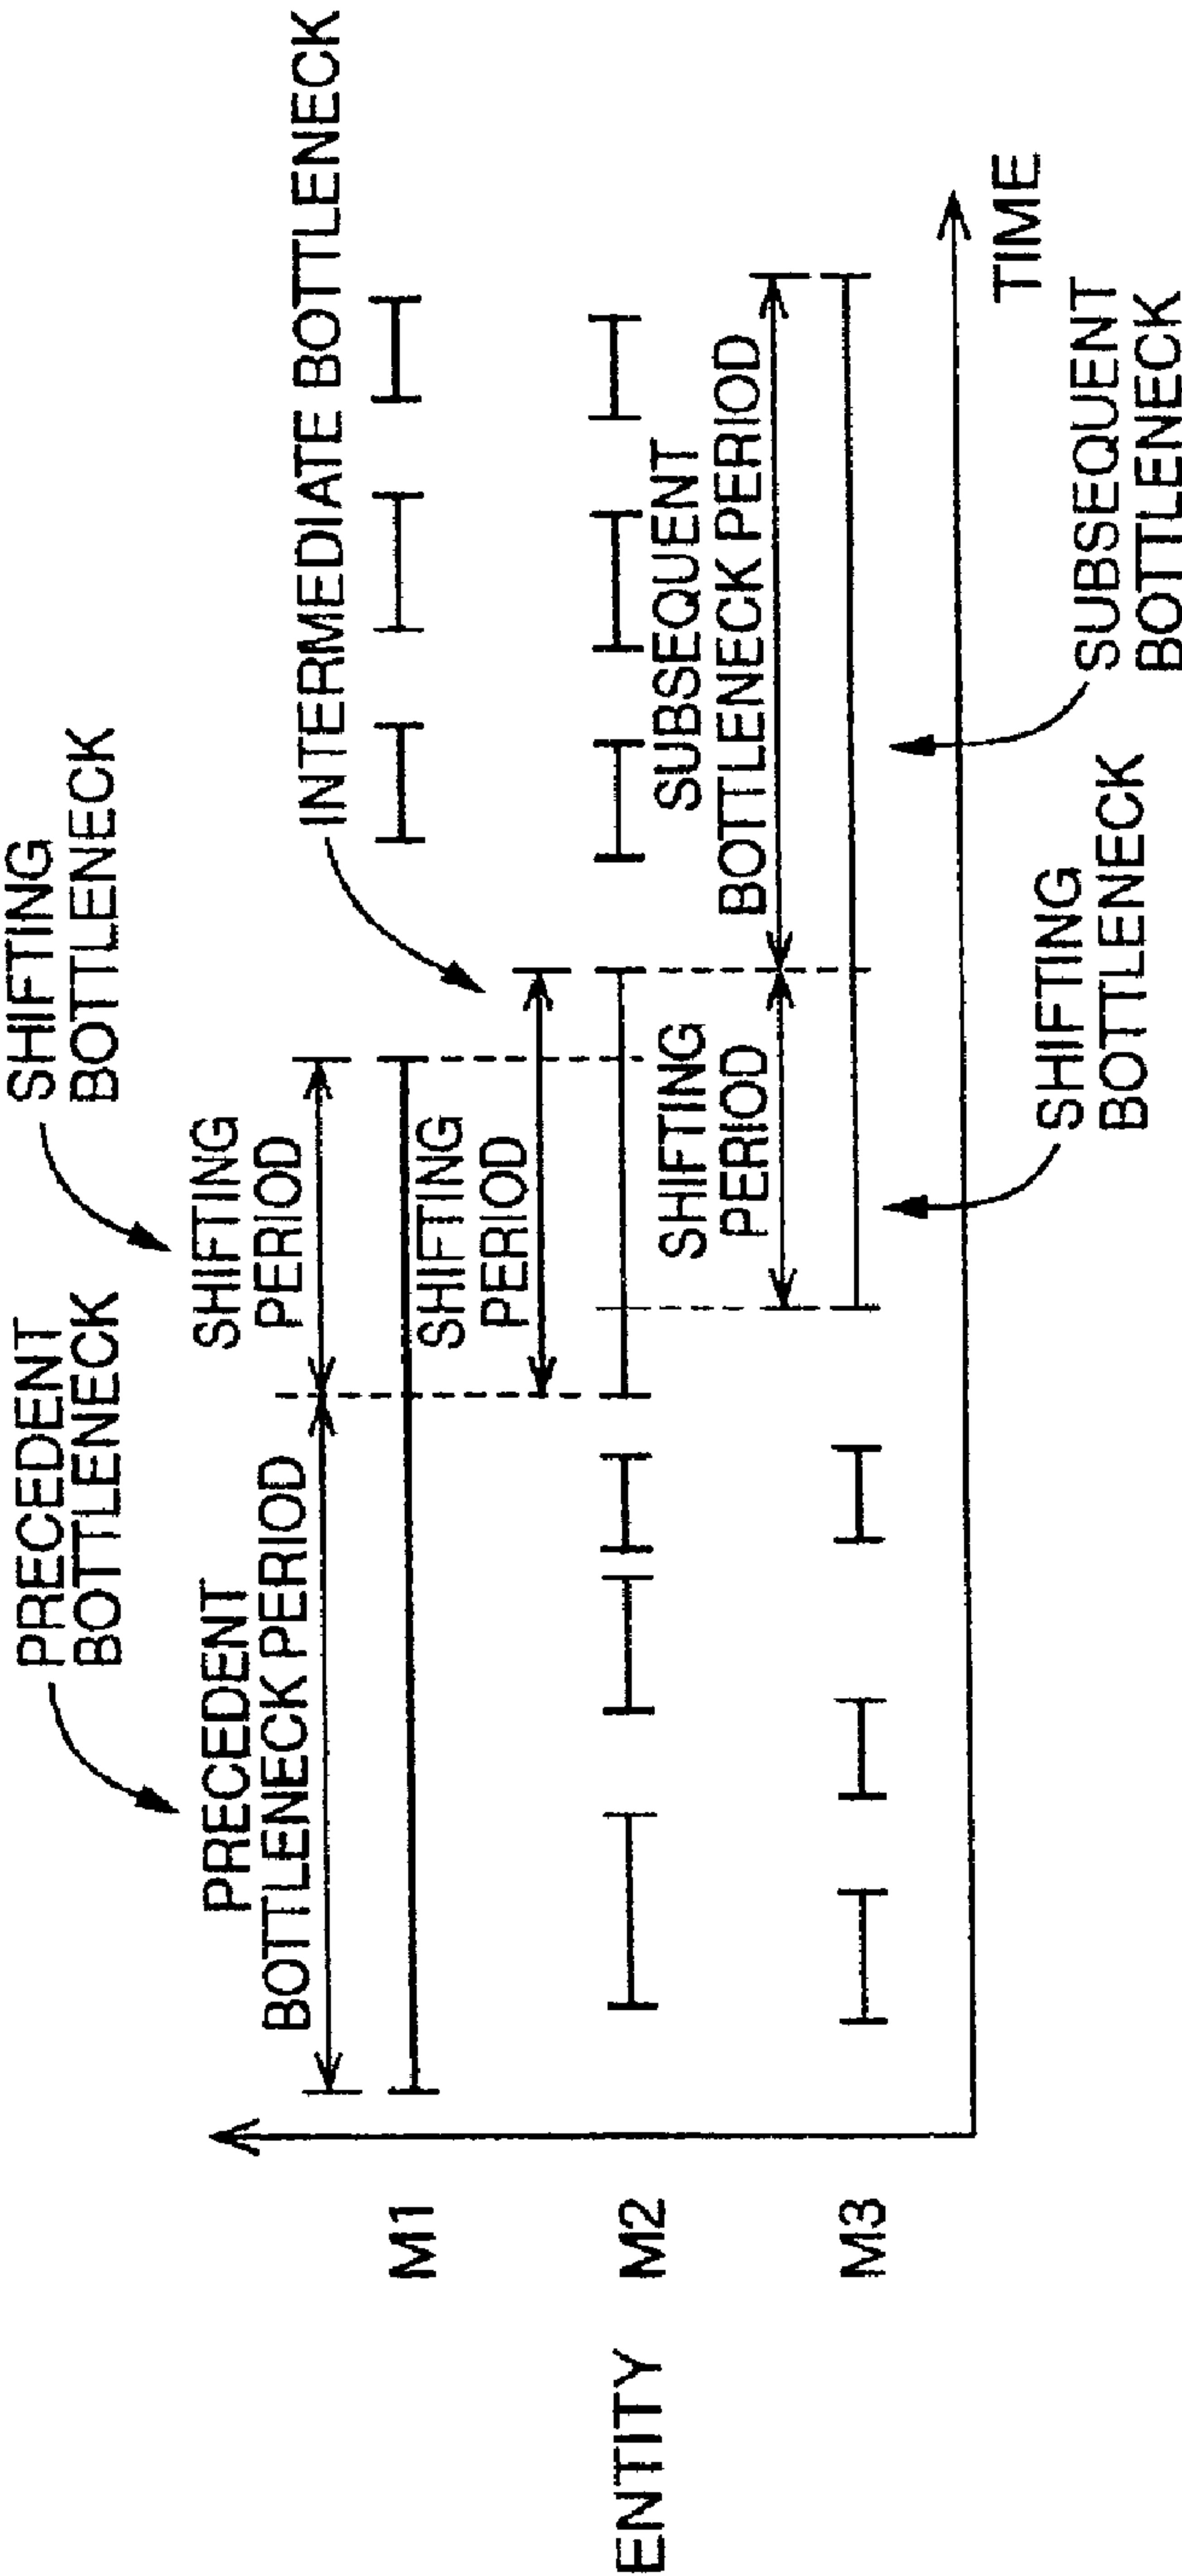 PRECEDENT
BOTTLENECK
SHIFTING
BOTTLENECK
INTERMEDIATE BOTTLENECK
PRECEDENT
BOTTLENECK PERIOD
SHIFTING
PERIOD
M1
SHIFTING
PERIOD
ENTITY
M2
SHIFTING
PERIOD
SUBSEQUENT
BOTTLENECK PERIOD
M3
TIME
SHIFTING
BOTTLENECK
SUBSEQUENT
BOTTLENECK